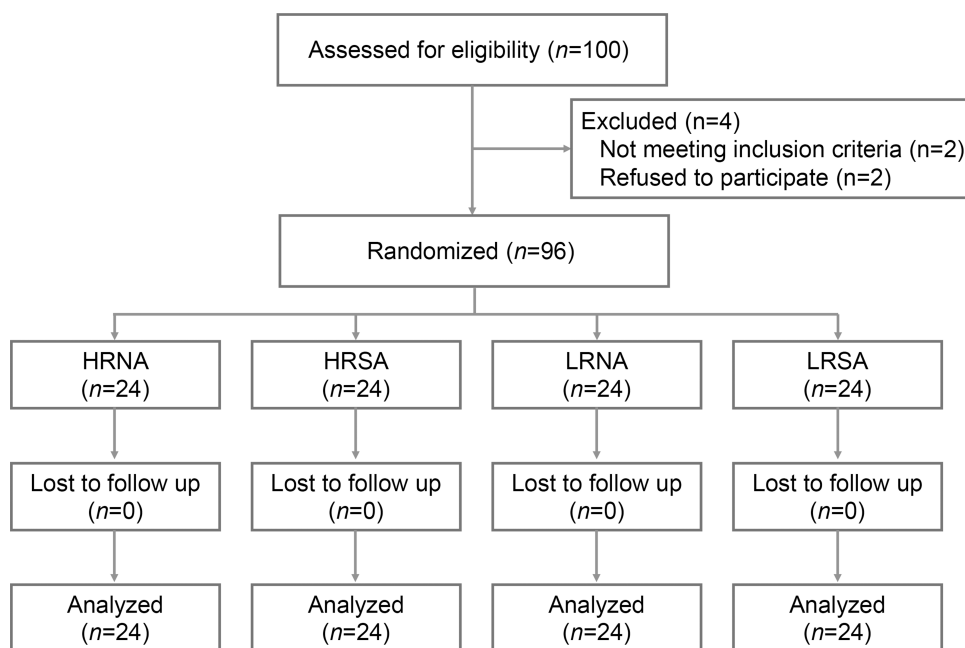 Assessed for eligibility (n=100)
Excluded (n=4)
Not meeting inclusion criteria (n=2)
Refused to participate (n=2)
Randomized (n=96)
HRNA
(n=24)
HRSA
(n=24)
LRNA
(n=24)
LRSA
(n=24)
Lost to follow up
(n=0)
Lost to follow up
(n=0)
Lost to follow up
(n=0)
Lost to follow up
(n=0)
Analyzed
(n=24)
Analyzed
(n=24)
Analyzed
(n=24)
Analyzed
(n=24)